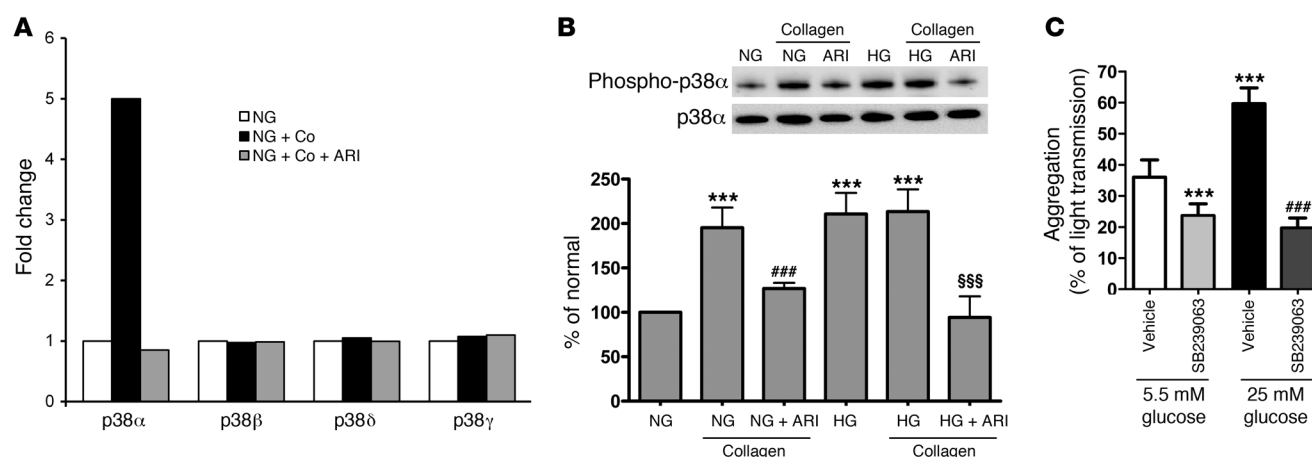 A
6
5
4
3
2
1
0
Fold change
NG
NG + Co
NG + Co + ARI
p38α p38β p38δ p38γ
B
Collagen Collagen
NG NG ARI HG HG ARI
Phospho-p38α
p38α
250
200
150
100
50
0
% of normal
*** ### *** *** §§§
NG NG NG + ARI HG HG HG + ARI
Collagen Collagen
C
70
60
50
40
30
20
10
0
Aggregation
(% of light transmission)
*** *** ###
Vehicle SB239063 Vehicle SB239063
5.5 mM 25 mM
glucose glucose